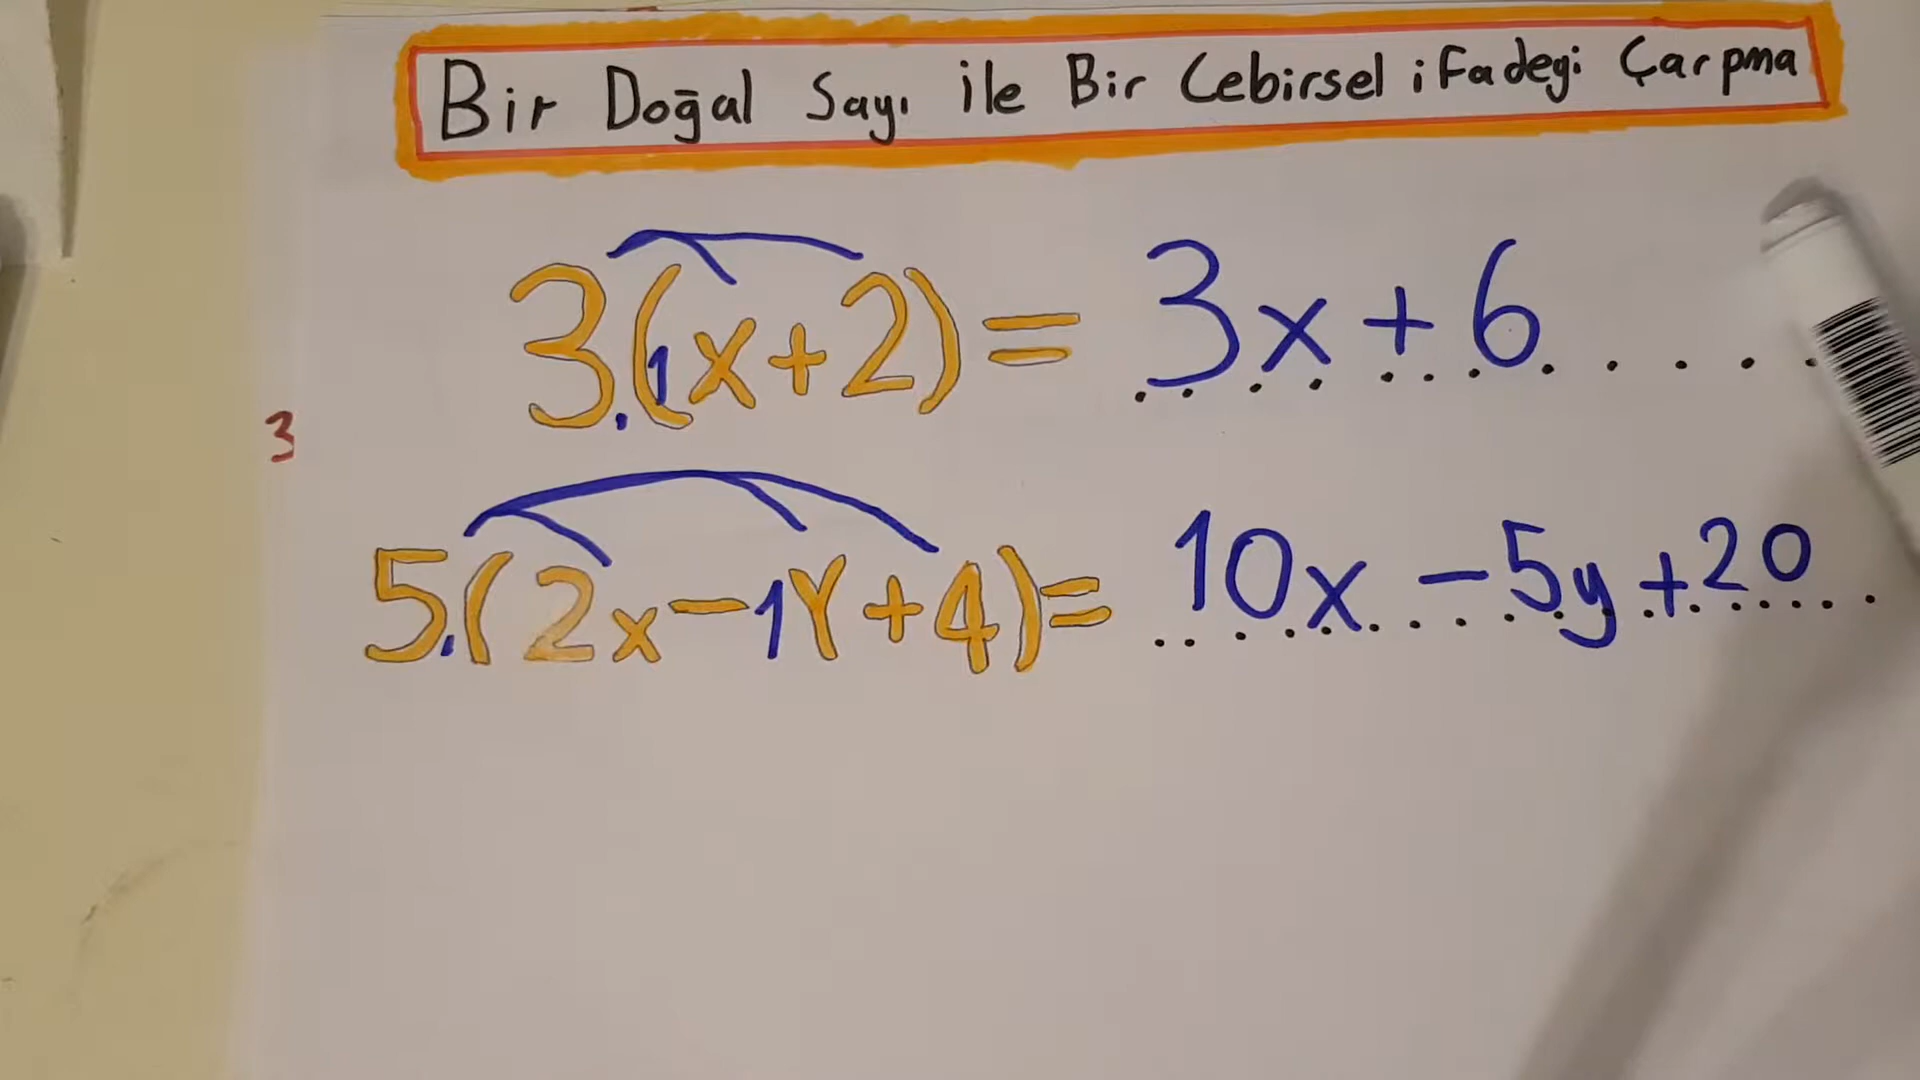 Bir Doğal Sayı ile Bir Cebirsel ifadeyi Çarpma
3.(1x+2)= 3x+6
3
5.(2x-1Y+4)= 10x-5y+20